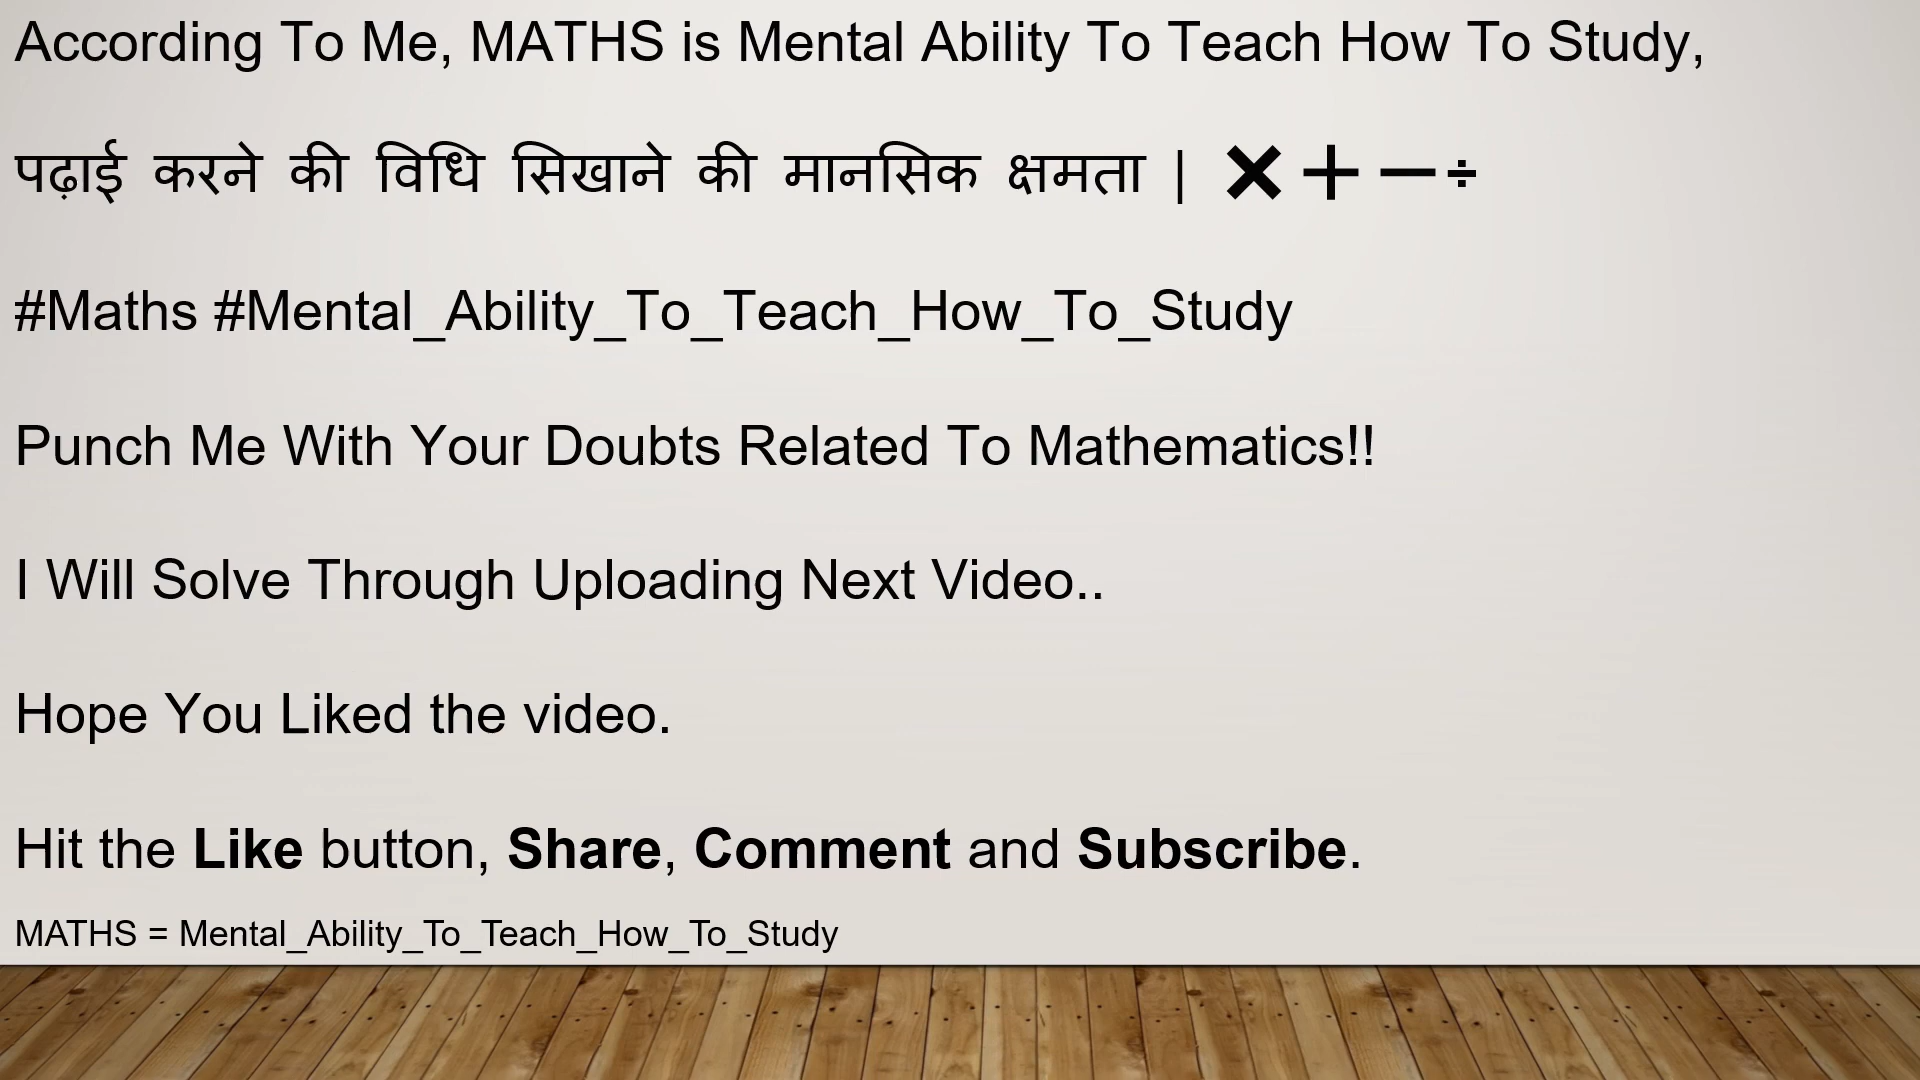 According To Me, MATHS is Mental Ability To Teach How To Study,
पढ़ाई करने की विधि सिखाने की मानसिक क्षमता | ✖➕➖÷
#Maths #Mental_Ability_To_Teach_How_To_Study
Punch Me With Your Doubts Related To Mathematics!!
I Will Solve Through Uploading Next Video..
Hope You Liked the video.
Hit the Like button, Share, Comment and Subscribe.
MATHS = Mental_Ability_To_Teach_How_To_Study